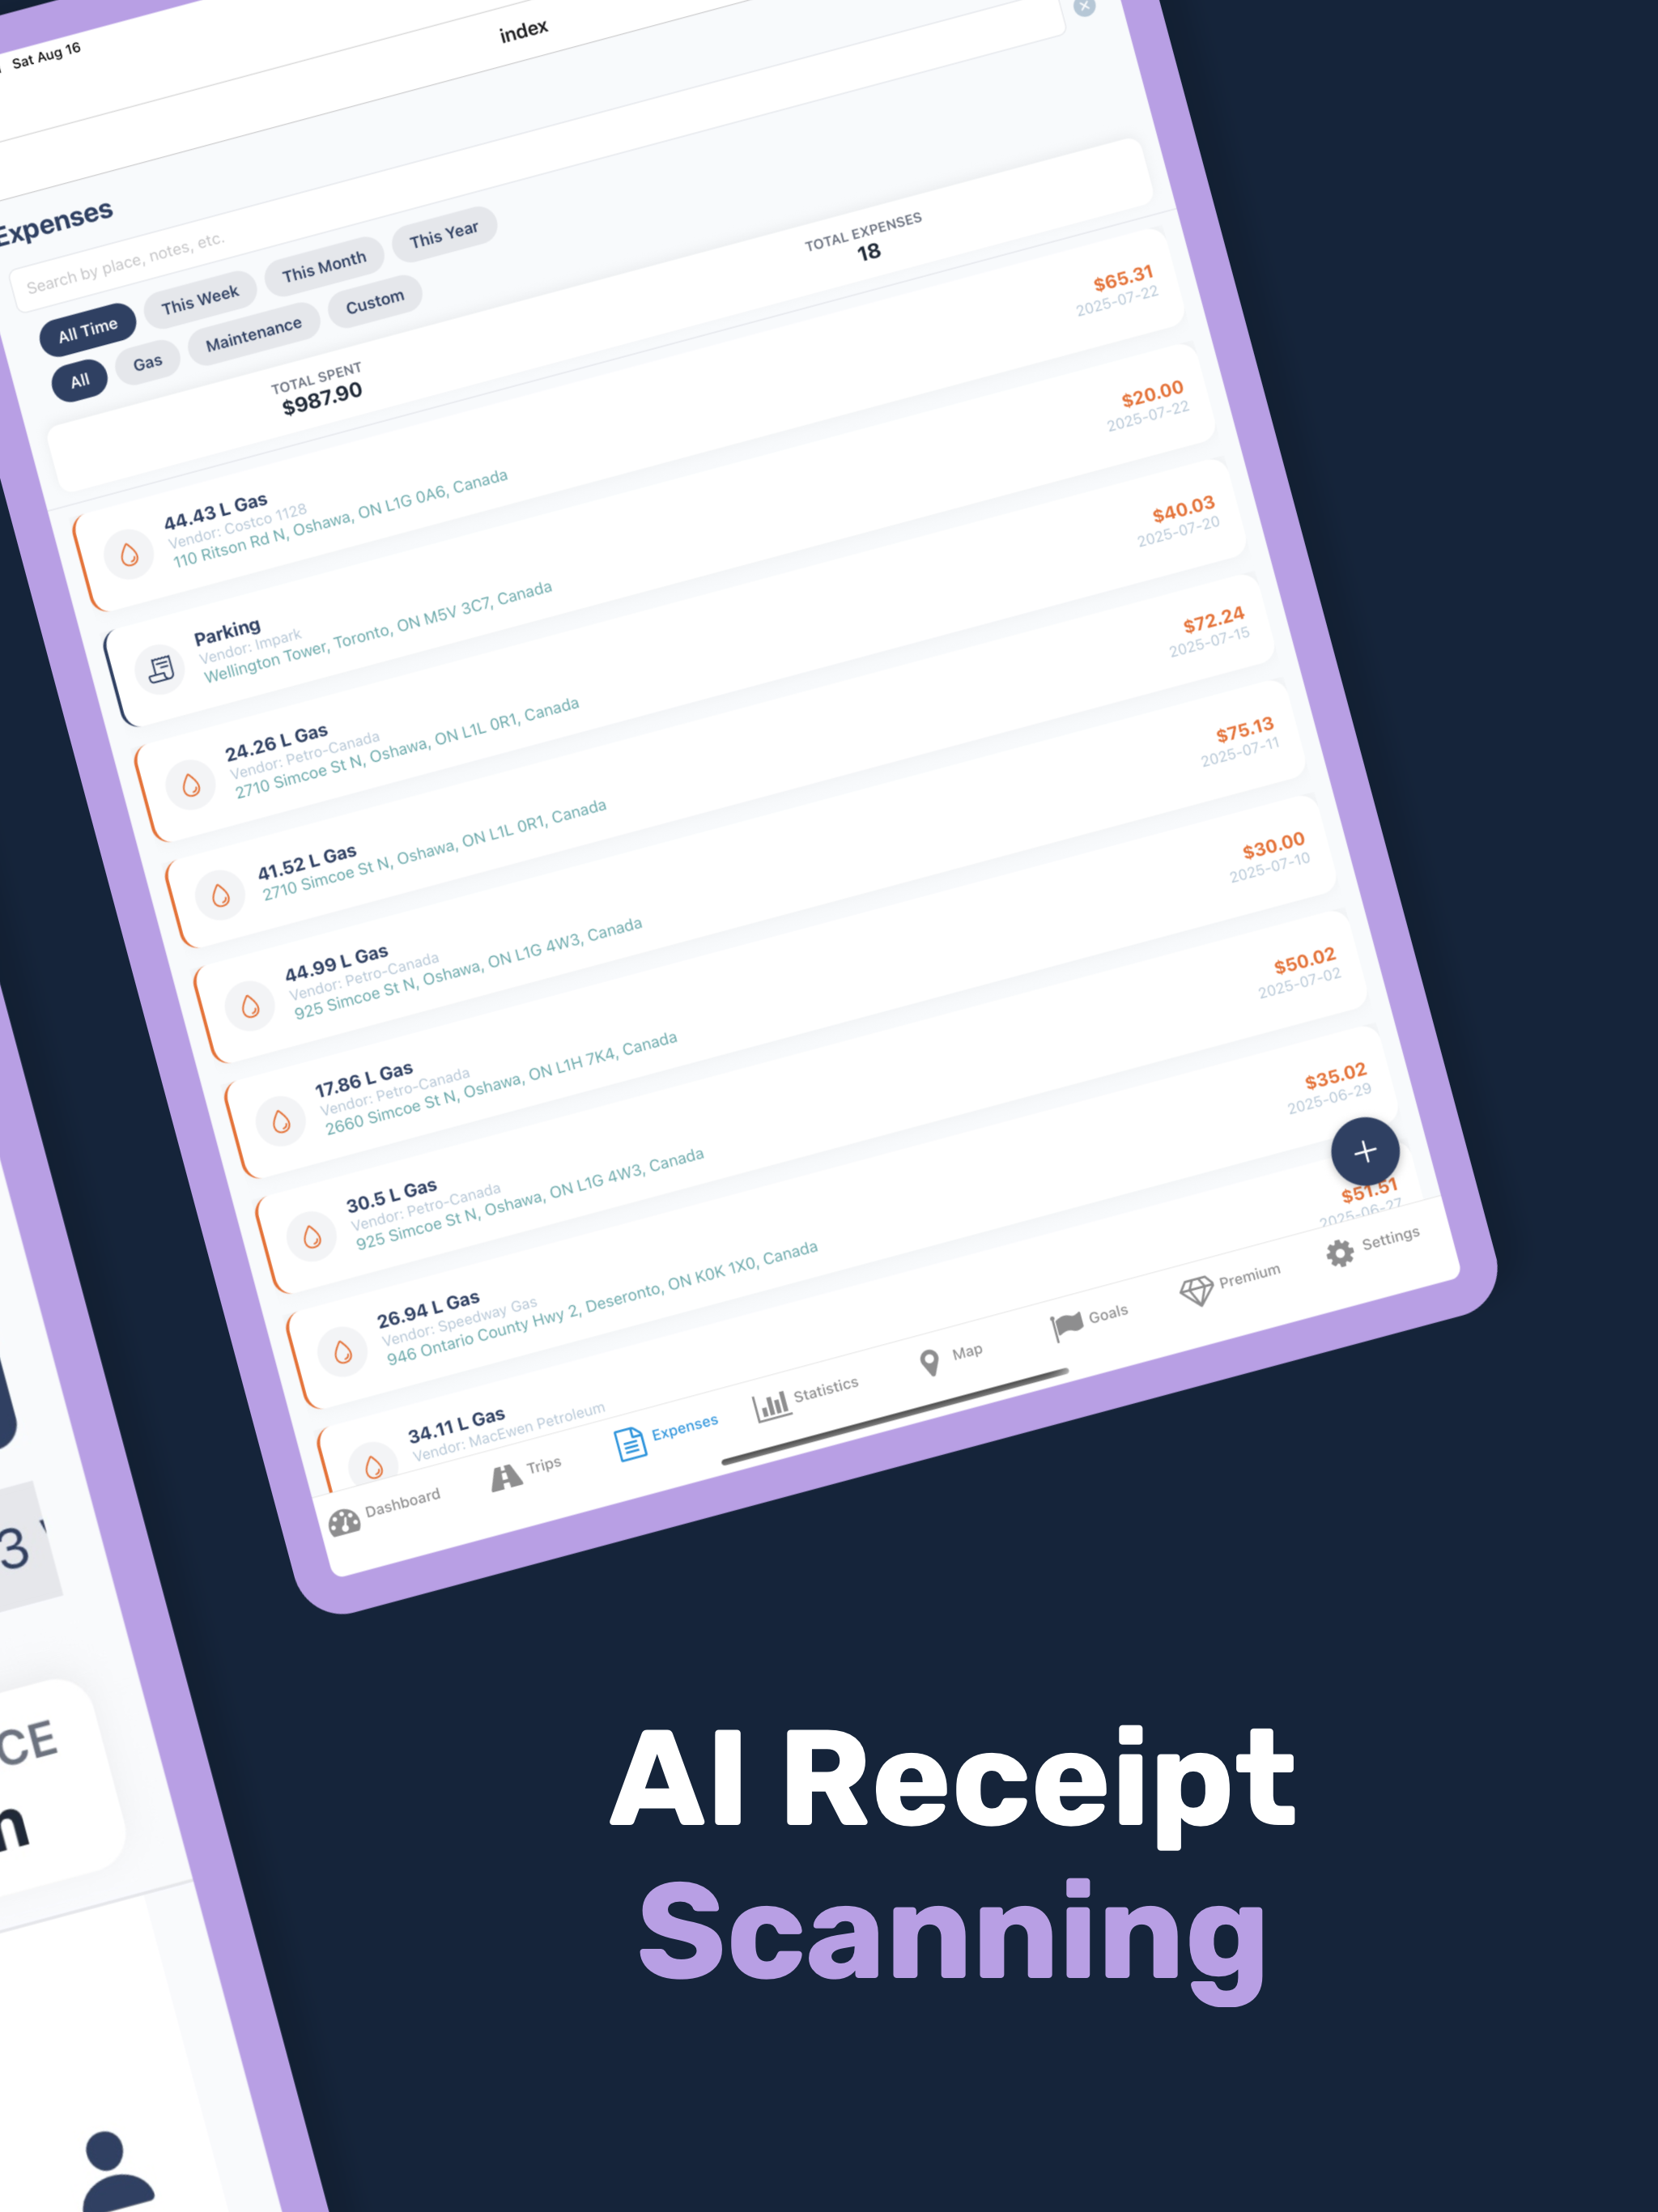 Sat Aug 16
index
Expenses
Search by place, notes, etc.
All Time
This Week
This Month
This Year
All
Gas
Maintenance
Custom
TOTAL SPENT
$987.90
TOTAL EXPENSES
18
44.43 L Gas
Vendor: Costco 1128
110 Ritson Rd N, Oshawa, ON L1G 0A6, Canada
$65.31
2025-07-22
Parking
Vendor: Impark
Wellington Tower, Toronto, ON M5V 3C7, Canada
$20.00
2025-07-22
24.26 L Gas
Vendor: Petro-Canada
2710 Simcoe St N, Oshawa, ON L1L 0R1, Canada
$40.03
2025-07-20
41.52 L Gas
2710 Simcoe St N, Oshawa, ON L1L 0R1, Canada
$72.24
2025-07-15
44.99 L Gas
Vendor: Petro-Canada
925 Simcoe St N, Oshawa, ON L1G 4W3, Canada
$75.13
2025-07-11
17.86 L Gas
Vendor: Petro-Canada
2660 Simcoe St N, Oshawa, ON L1H 7K4, Canada
$30.00
2025-07-10
30.5 L Gas
Vendor: Petro-Canada
925 Simcoe St N, Oshawa, ON L1G 4W3, Canada
$50.02
2025-07-02
26.94 L Gas
Vendor: Speedway Gas
946 Ontario County Hwy 2, Deseronto, ON K0K 1X0, Canada
$35.02
2025-06-29
34.11 L Gas
Vendor: MacEwen Petroleum
$51.51
2025-06-27
Dashboard
Trips
Expenses
Statistics
Map
Goals
Premium
Settings
3
CE
AI Receipt
Scanning